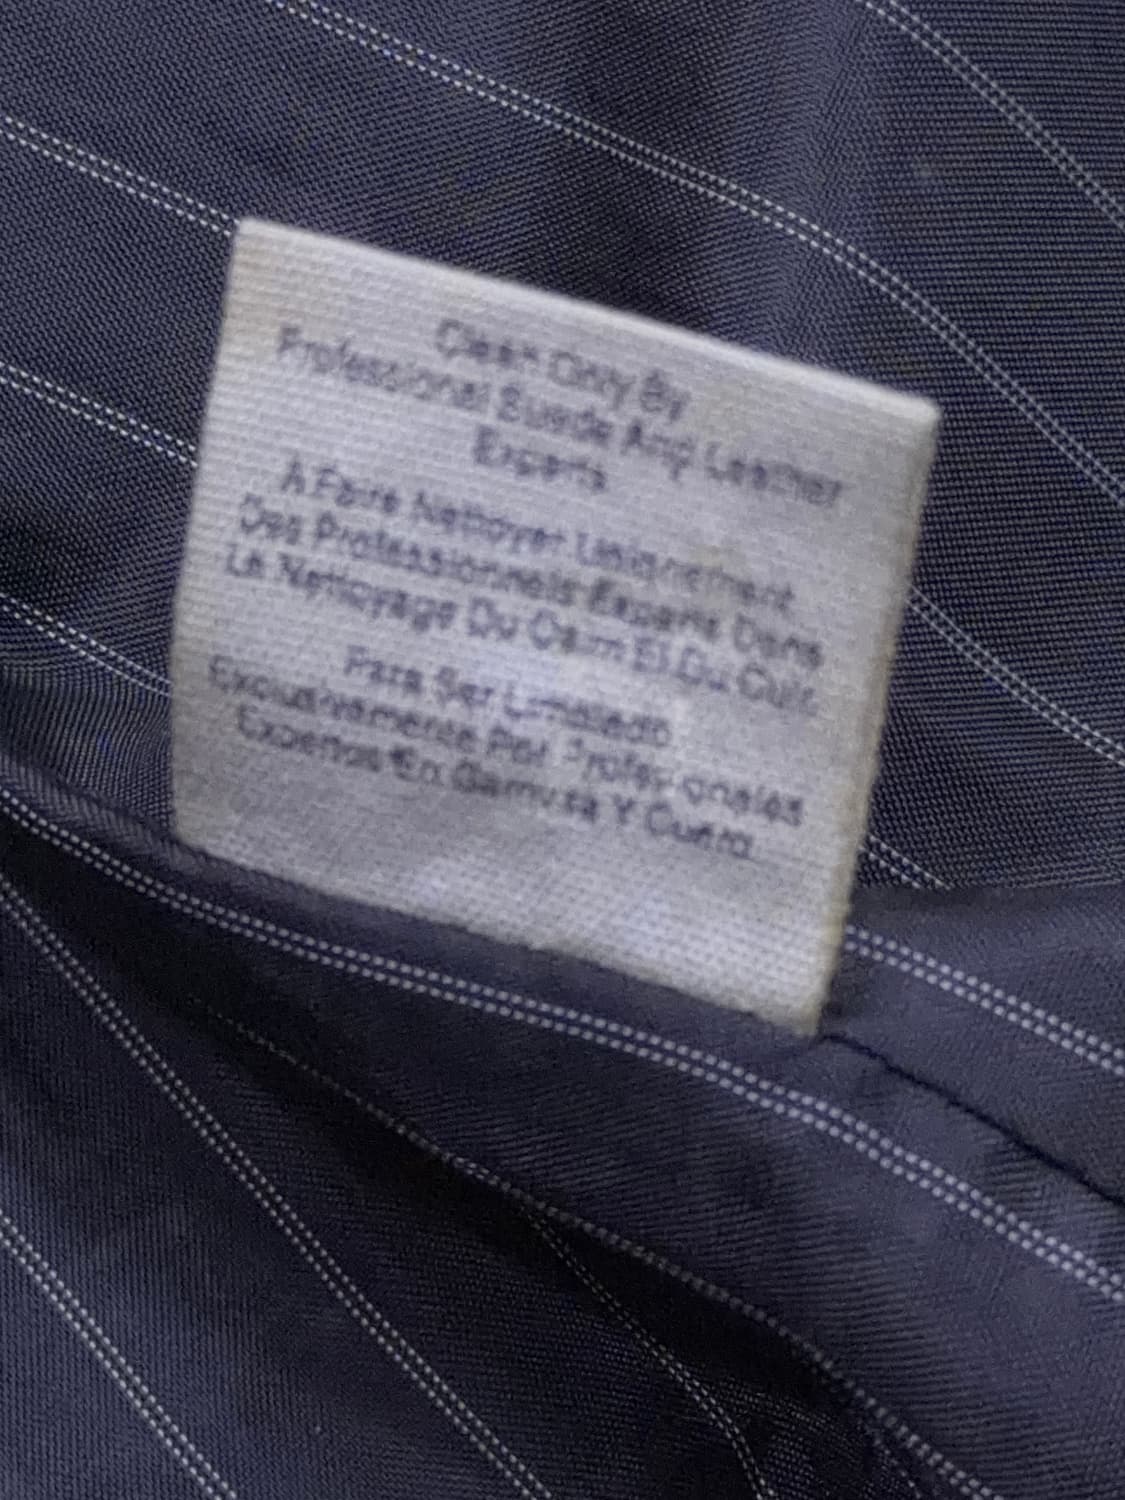 Clean Only By
Professional Suede And Leather
Experts
À Faire Nettoyer Uniquement
Des Professionnels Experts Dans
Le Nettoyage Du Daim Et Du Cuir
Para Ser Limpiado
Exclusivamente Por Profesionales
Expertos En Gamuza Y Cuero